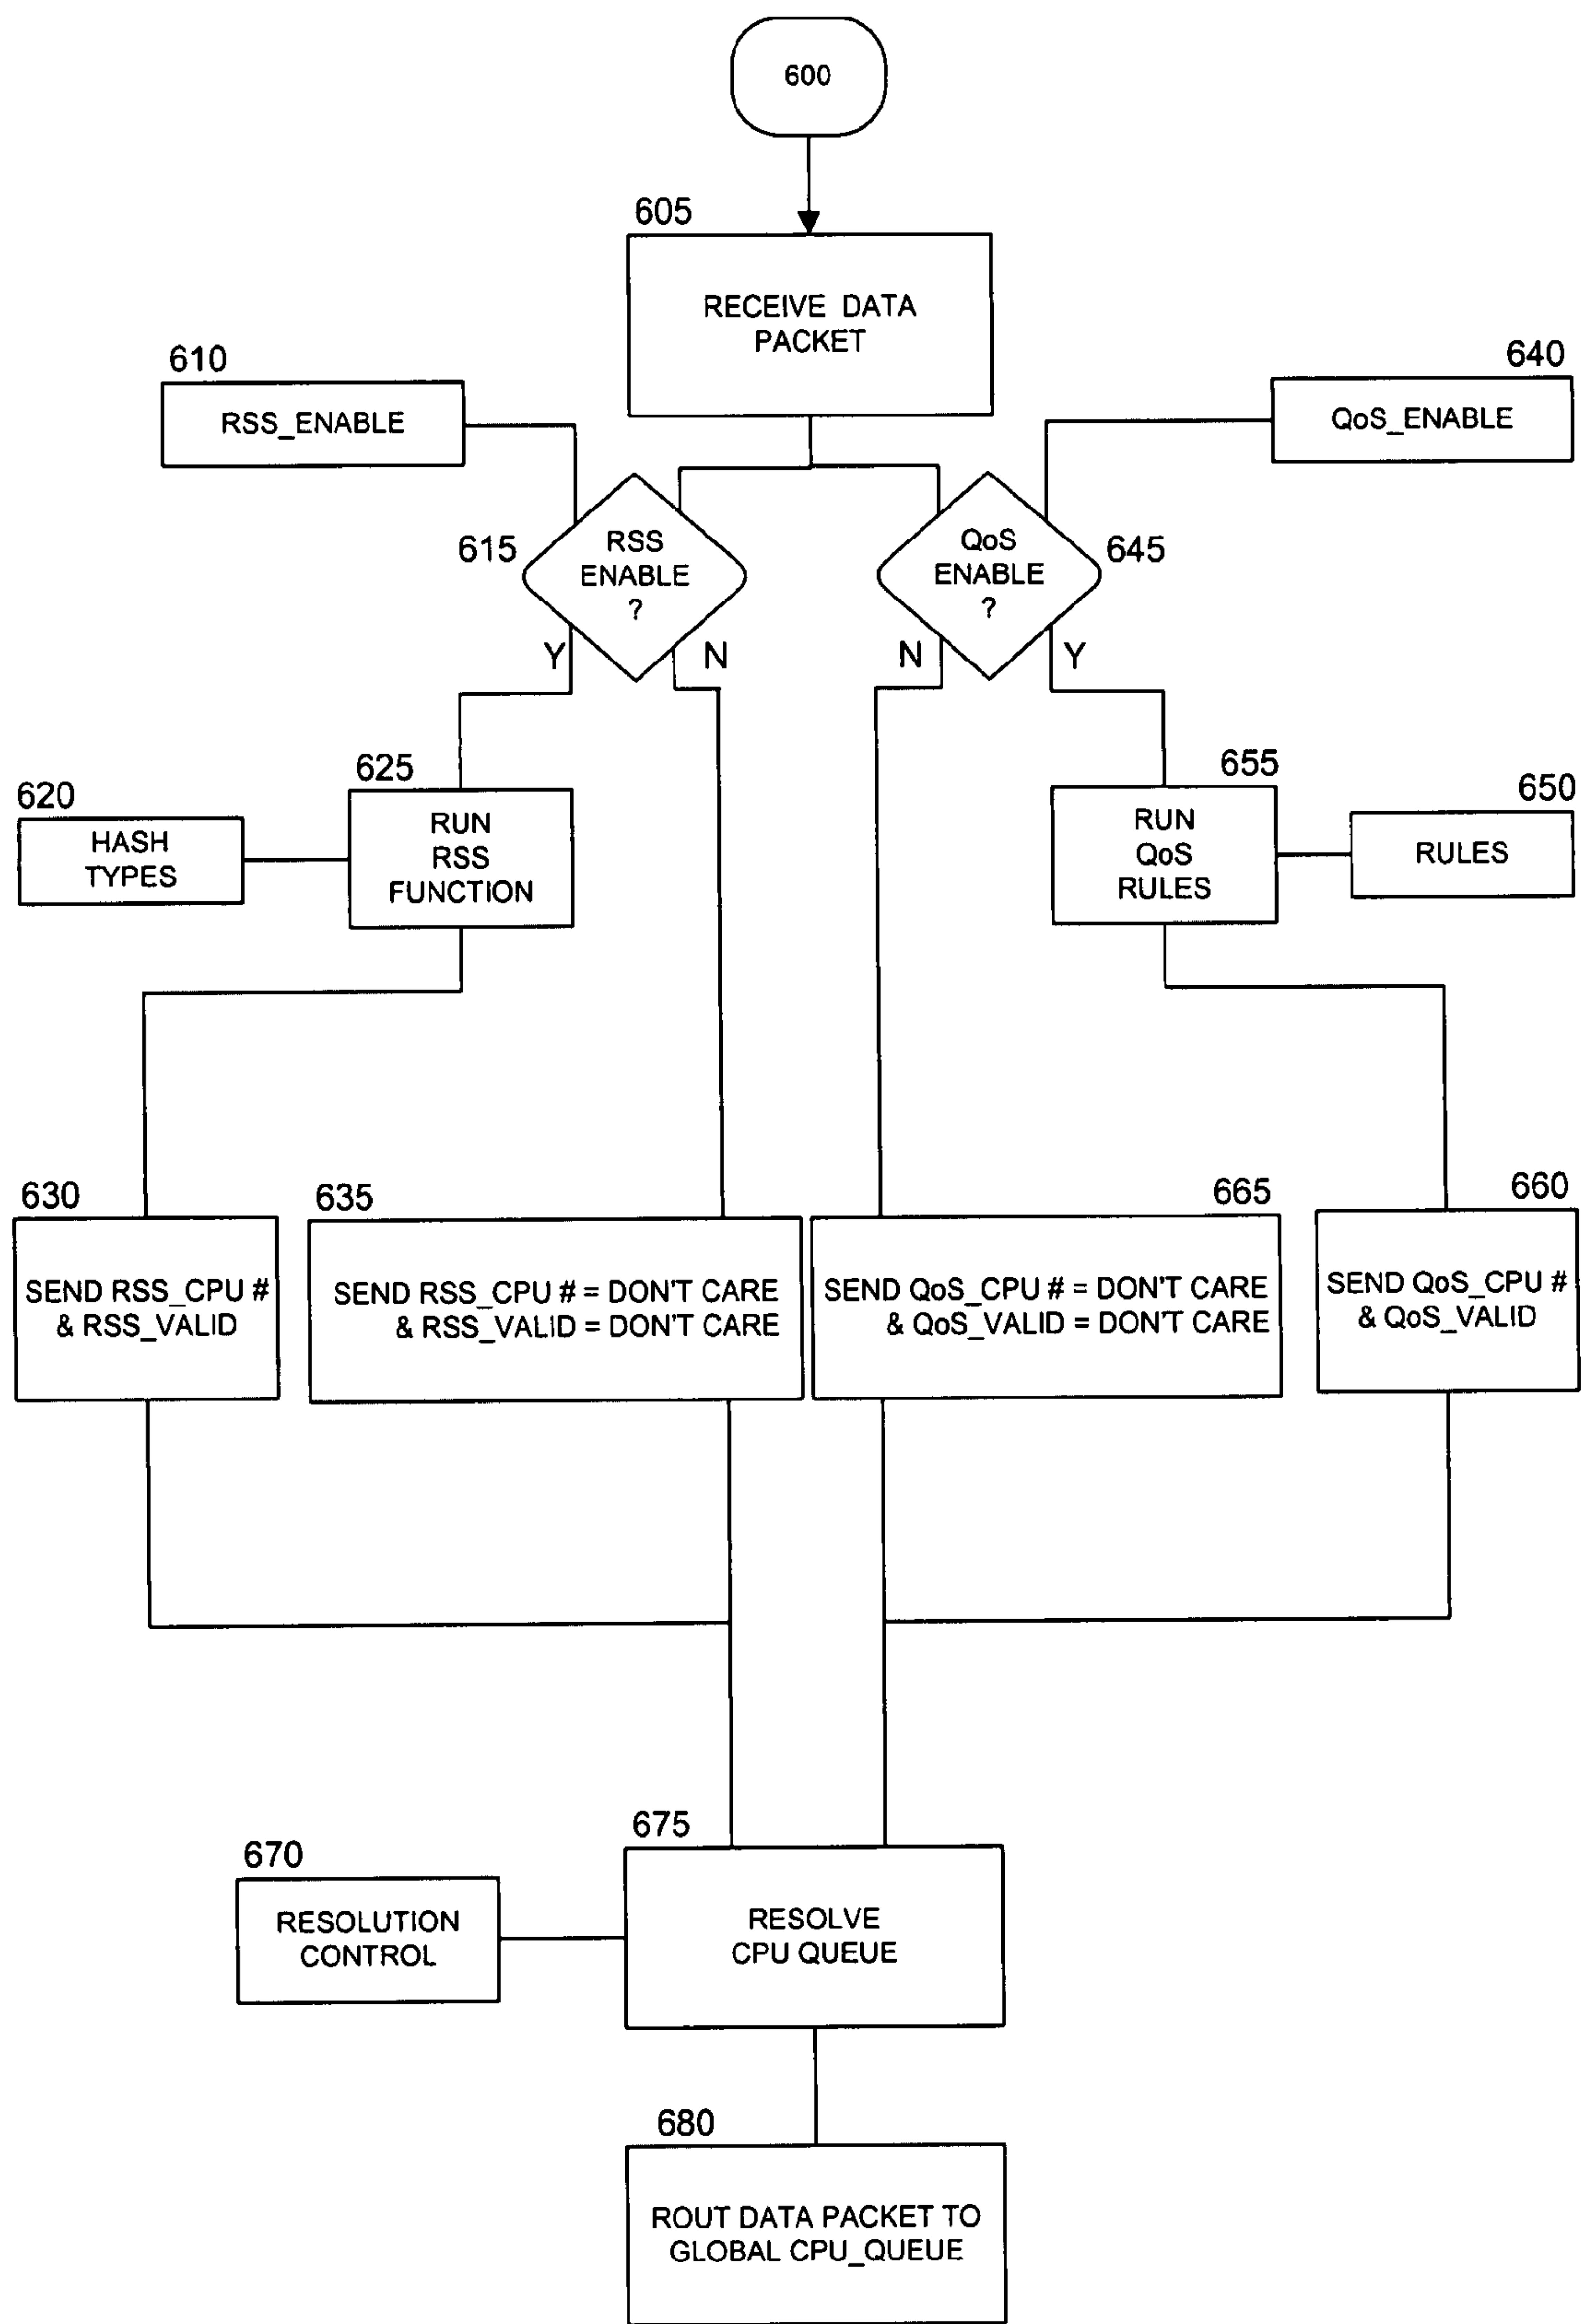 600
605
RECEIVE DATA
PACKET
610
RSS_ENABLE
640
QoS_ENABLE
615
RSS
ENABLE
?
QoS
ENABLE
?
645
Y
N
N
Y
620
HASH
TYPES
625
RUN
RSS
FUNCTION
655
RUN
QoS
RULES
650
RULES
630
SEND RSS_CPU #
& RSS_VALID
635
SEND RSS_CPU # = DON'T CARE
& RSS_VALID = DON'T CARE
665
SEND QoS_CPU # = DON'T CARE
& QoS_VALID = DON'T CARE
660
SEND QoS_CPU #
& QoS_VALID
670
RESOLUTION
CONTROL
675
RESOLVE
CPU QUEUE
680
ROUT DATA PACKET TO
GLOBAL CPU_QUEUE